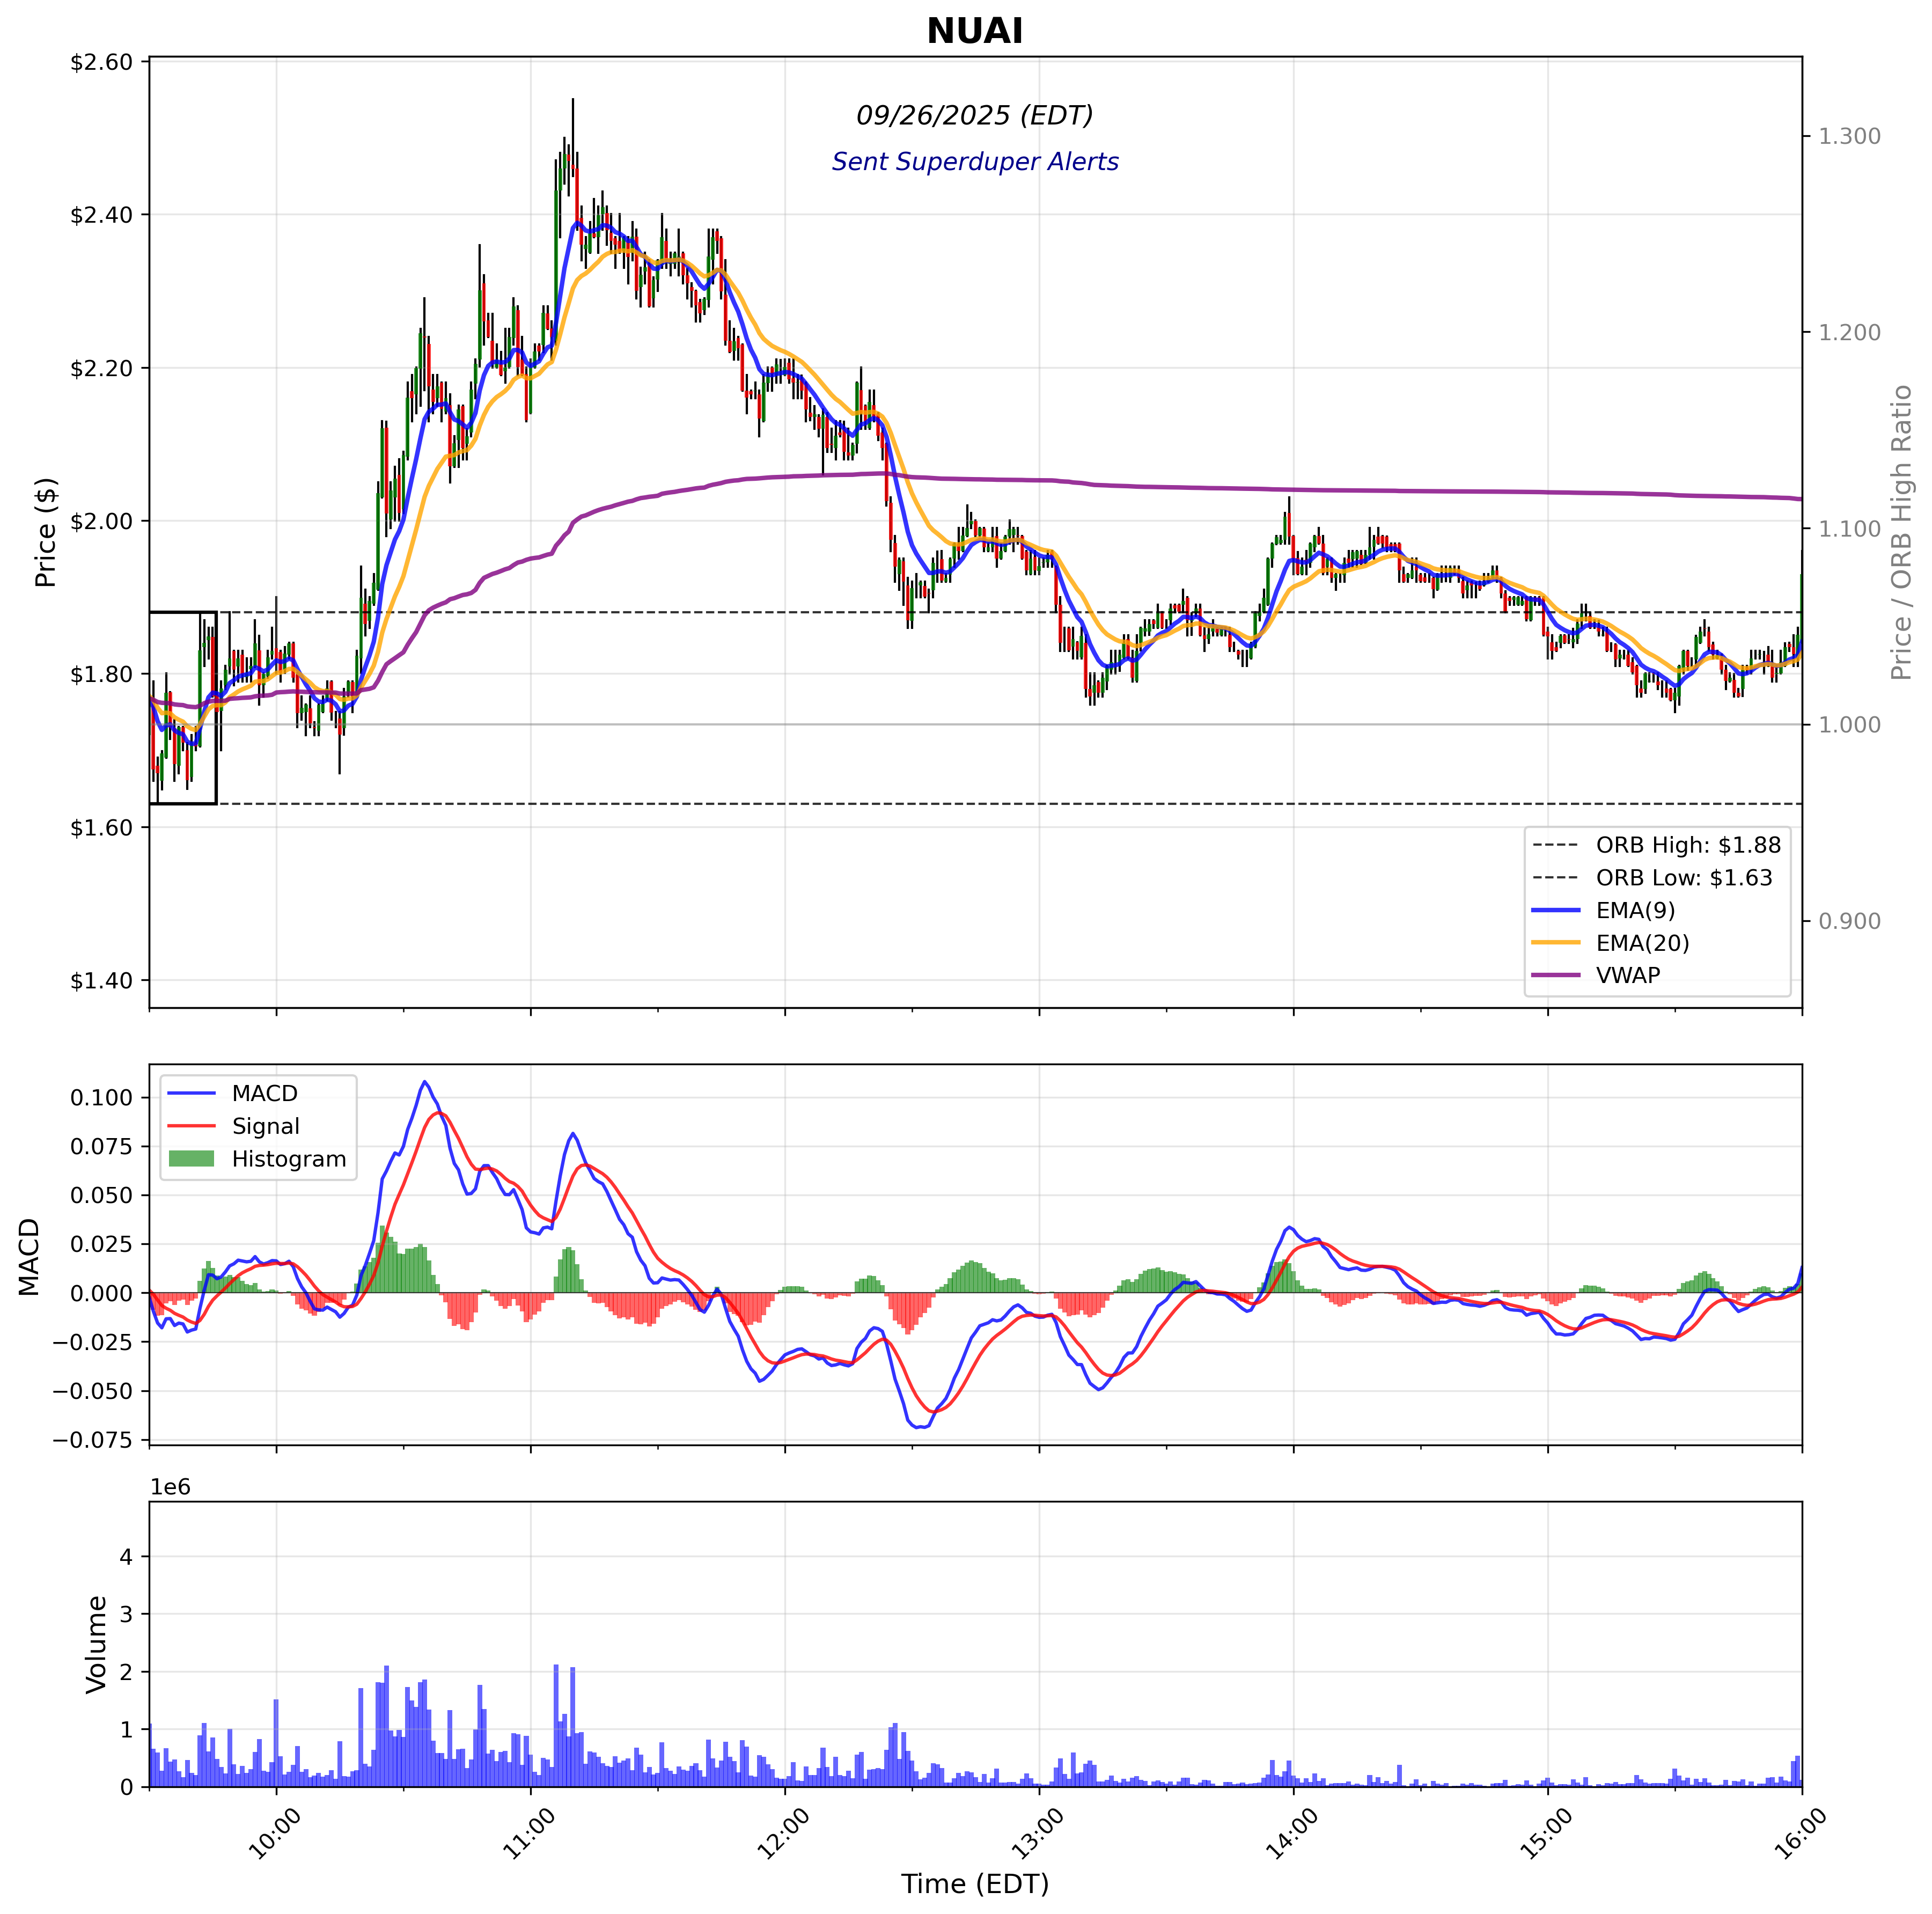 NUAI
09/26/2025 (EDT)
Sent Superduper Alerts
Price ($)
$2.60
$2.40
$2.20
$2.00
$1.80
$1.60
$1.40
1.300
1.200
1.100
1.000
0.900
Price / ORB High Ratio
ORB High: $1.88
ORB Low: $1.63
EMA(9)
EMA(20)
VWAP
MACD
0.100
0.075
0.050
0.025
0.000
−0.025
−0.050
−0.075
MACD
Signal
Histogram
1e6
Volume
4
3
2
1
0
10:00
11:00
12:00
13:00
14:00
15:00
16:00
Time (EDT)